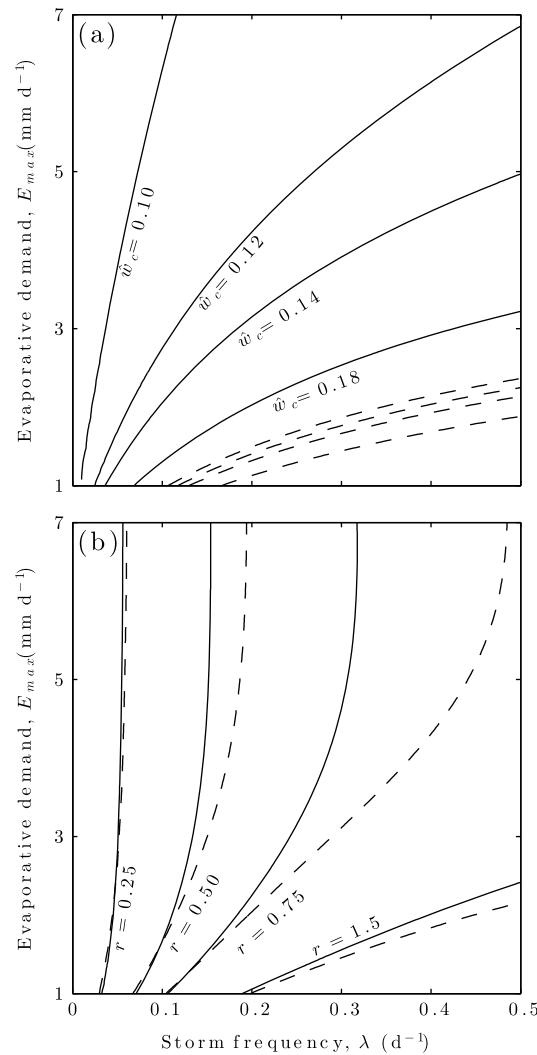 (a)
7
5
3
1
Evaporative demand, E_max (mm d⁻¹)
ŵ_c = 0.10
ŵ_c = 0.12
ŵ_c = 0.14
ŵ_c = 0.18
(b)
7
5
3
1
Evaporative demand, E_max (mm d⁻¹)
r = 0.25
r = 0.50
r = 0.75
r = 1.5
0 0.1 0.2 0.3 0.4 0.5
Storm frequency, λ (d⁻¹)